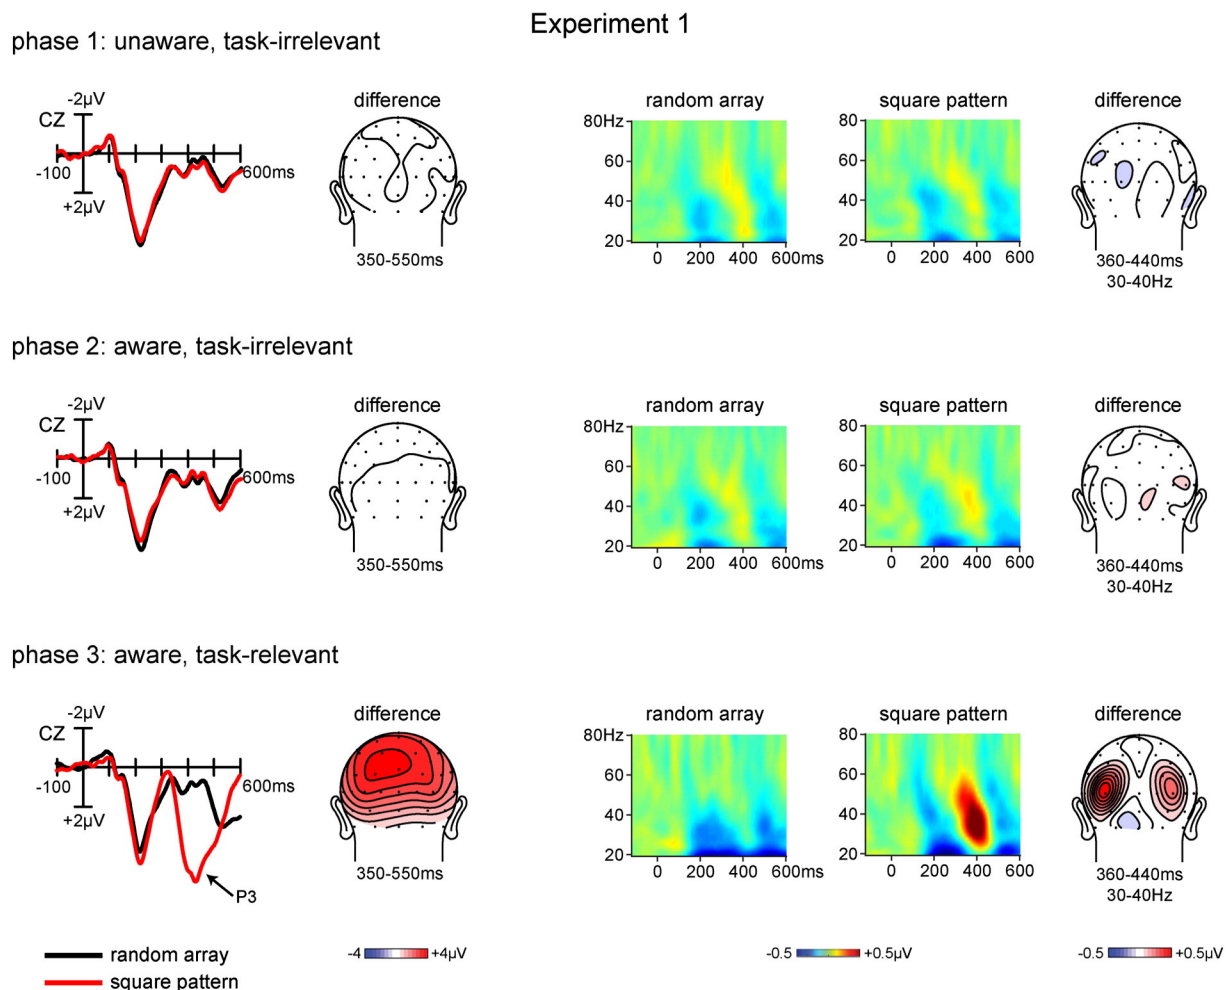 Experiment 1
phase 1: unaware, task-irrelevant
-2µV
CZ
-100
600ms
+2µV
difference
350-550ms
random array
80Hz
60
40
20
0 200 400 600ms
square pattern
80
60
40
20
0 200 400 600
difference
360-440ms
30-40Hz
phase 2: aware, task-irrelevant
-2µV
CZ
-100
600ms
+2µV
difference
350-550ms
random array
80Hz
60
40
20
0 200 400 600ms
square pattern
80
60
40
20
0 200 400 600
difference
360-440ms
30-40Hz
phase 3: aware, task-relevant
-2µV
CZ
-100
600ms
+2µV
P3
difference
350-550ms
random array
80Hz
60
40
20
0 200 400 600ms
square pattern
80
60
40
20
0 200 400 600
difference
360-440ms
30-40Hz
random array
square pattern
-4 +4µV
-0.5 +0.5µV
-0.5 +0.5µV